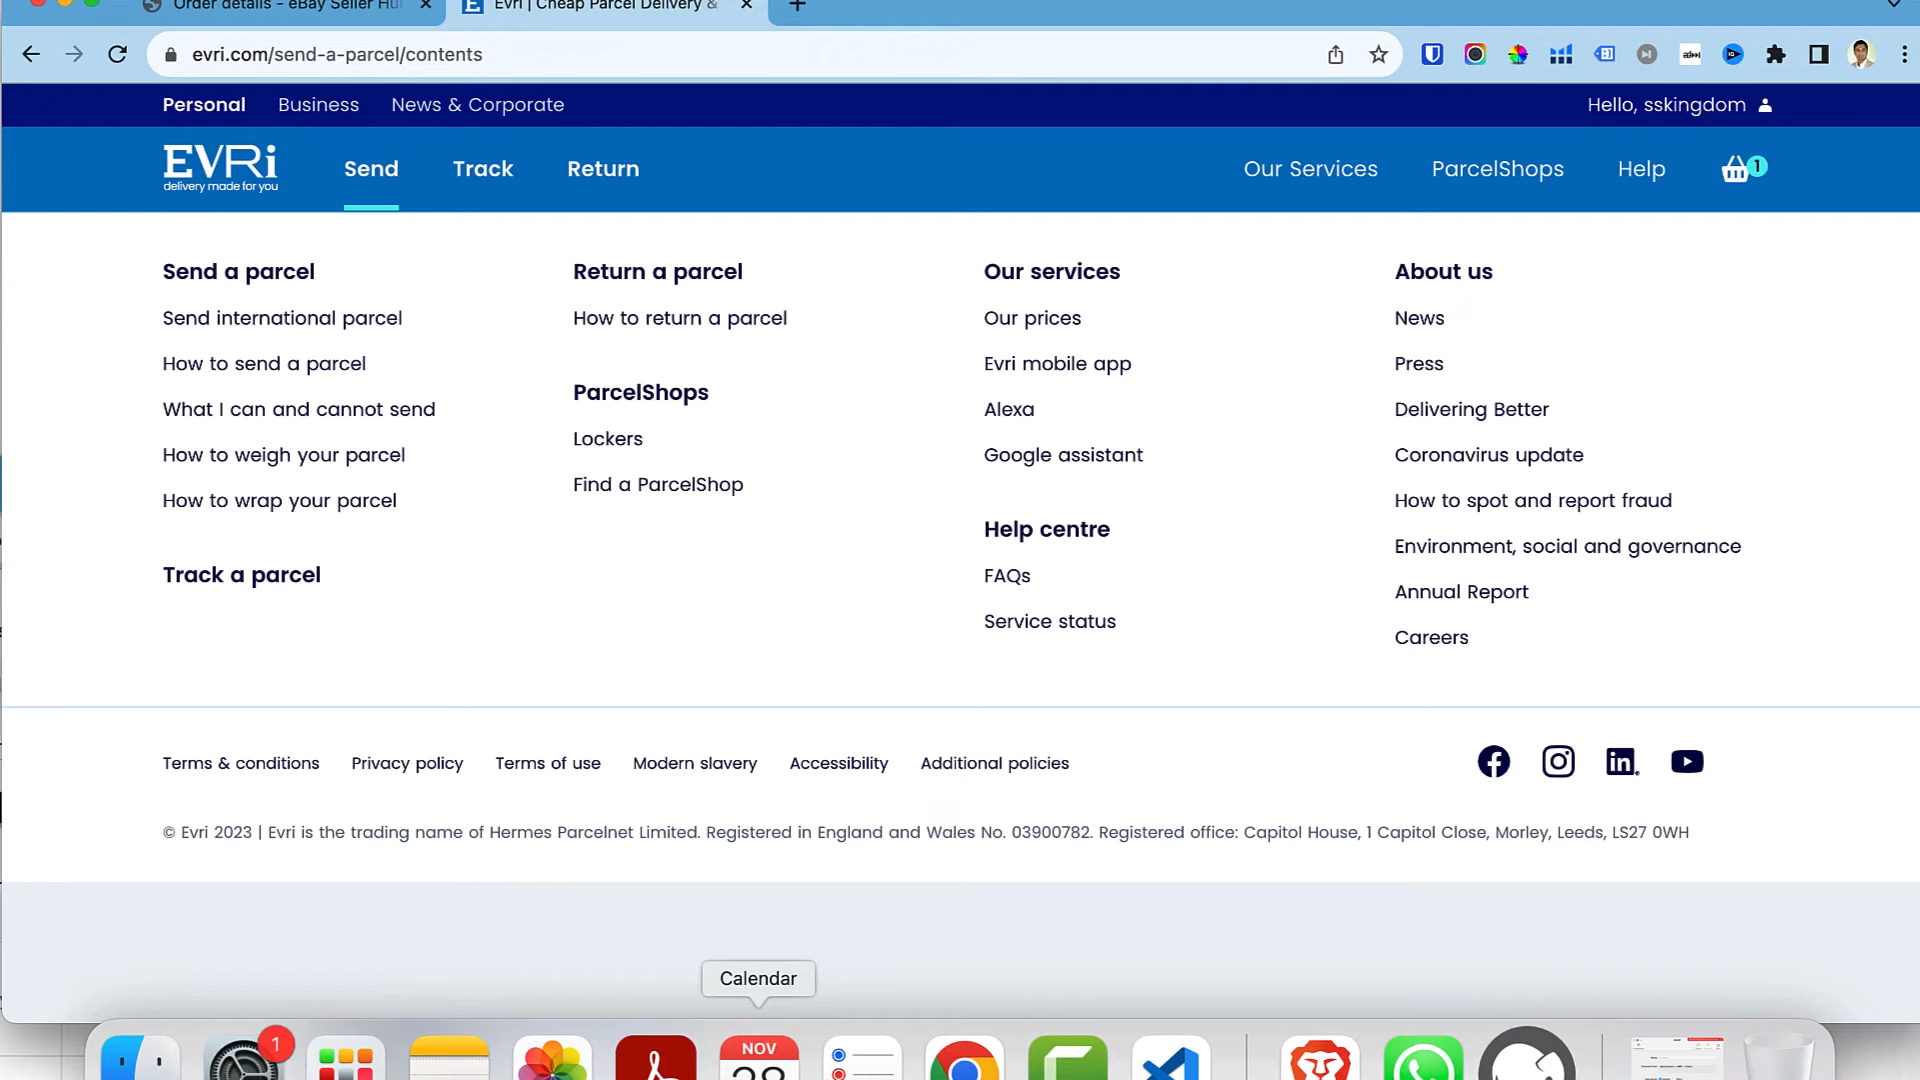 Order details - eBay Seller Hu
Evri | Cheap Parcel Delivery &
evri.com/send-a-parcel/contents
Personal Business News & Corporate Hello, sskingdom
EVRi Send Track Return Our Services ParcelShops Help 1
delivery made for you
Send a parcel
Send international parcel
How to send a parcel
What I can and cannot send
How to weigh your parcel
How to wrap your parcel
Track a parcel
Return a parcel
How to return a parcel
ParcelShops
Lockers
Find a ParcelShop
Our services
Our prices
Evri mobile app
Alexa
Google assistant
Help centre
FAQs
Service status
About us
News
Press
Delivering Better
Coronavirus update
How to spot and report fraud
Environment, social and governance
Annual Report
Careers
Terms & conditions Privacy policy Terms of use Modern slavery Accessibility Additional policies
© Evri 2023 | Evri is the trading name of Hermes Parcelnet Limited. Registered in England and Wales No. 03900782. Registered office: Capitol House, 1 Capitol Close, Morley, Leeds, LS27 0WH
Calendar
1
NOV
28